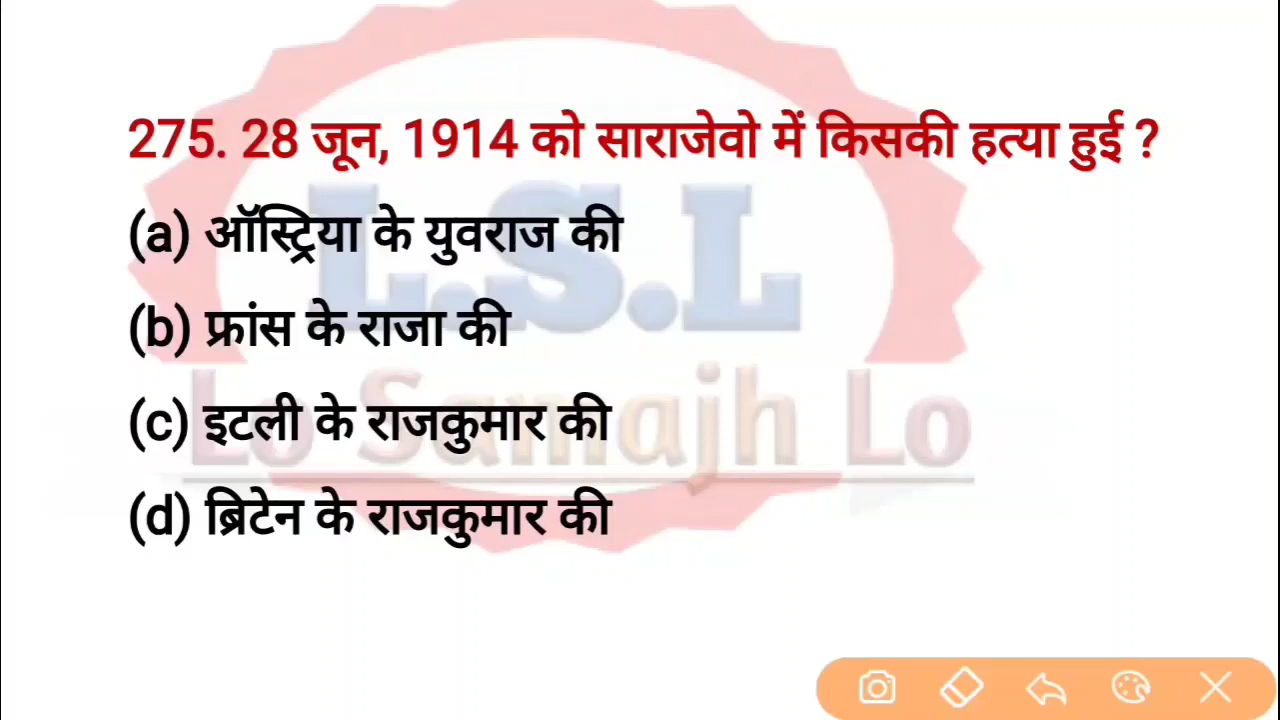 275. 28 जून, 1914 को साराजेवो में किसकी हत्या हुई ?
(a) ऑस्ट्रिया के युवराज की
(b) फ्रांस के राजा की
(c) इटली के राजकुमार की
(d) ब्रिटेन के राजकुमार की
L.S.L
Lo Samajh Lo